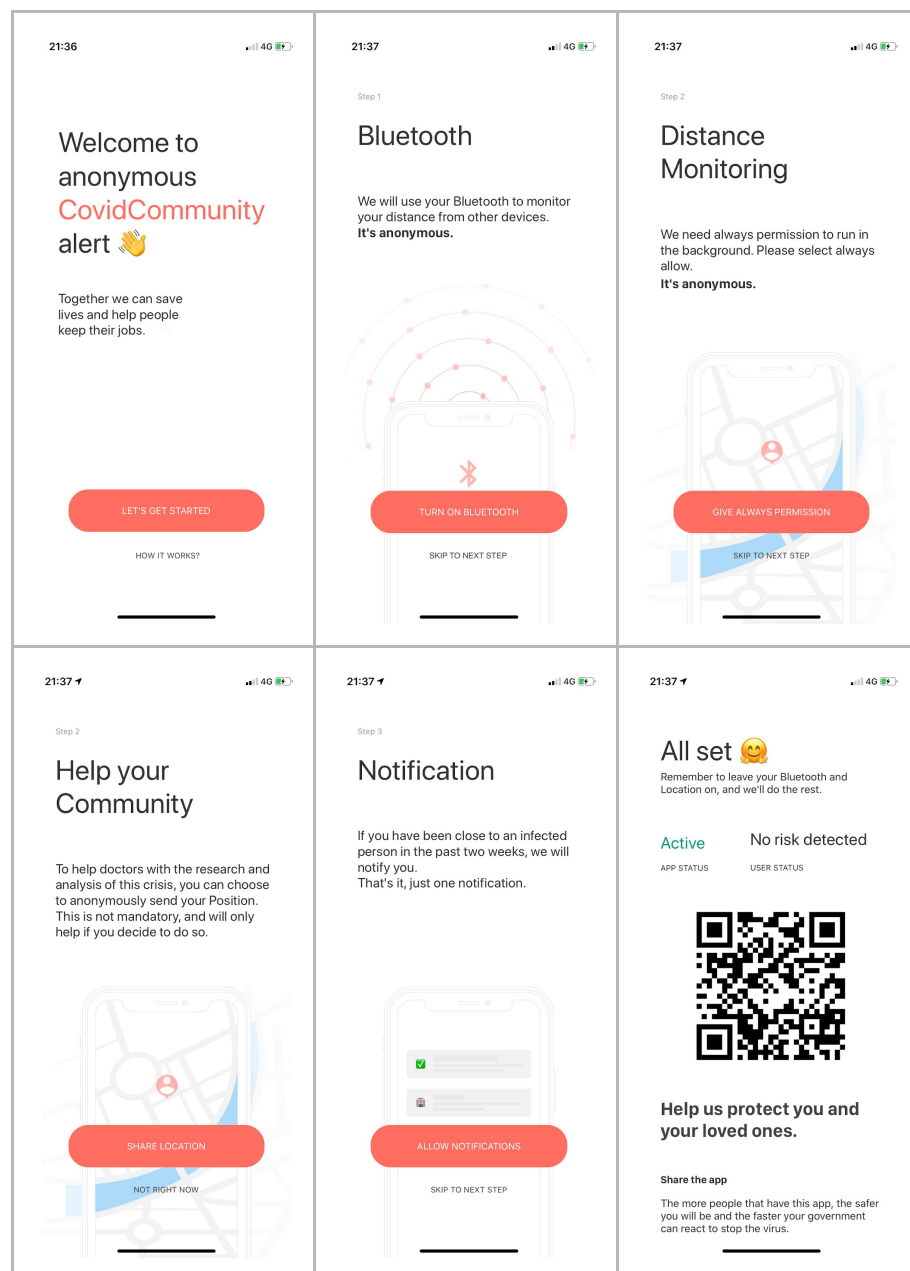 21:36
4G
Welcome to
anonymous
CovidCommunity
alert 👋
Together we can save
lives and help people
keep their jobs.
LET'S GET STARTED
HOW IT WORKS?
21:37
4G
Step 1
Bluetooth
We will use your Bluetooth to monitor
your distance from other devices.
It's anonymous.
TURN ON BLUETOOTH
SKIP TO NEXT STEP
21:37
4G
Step 2
Distance
Monitoring
We need always permission to run in
the background. Please select always
allow.
It's anonymous.
GIVE ALWAYS PERMISSION
SKIP TO NEXT STEP
21:37
4G
Step 2
Help your
Community
To help doctors with the research and
analysis of this crisis, you can choose
to anonymously send your Position.
This is not mandatory, and will only
help if you decide to do so.
SHARE LOCATION
NOT RIGHT NOW
21:37
4G
Step 3
Notification
If you have been close to an infected
person in the past two weeks, we will
notify you.
That's it, just one notification.
ALLOW NOTIFICATIONS
SKIP TO NEXT STEP
21:37
4G
All set 🤗
Remember to leave your Bluetooth and
Location on, and we'll do the rest.
Active
No risk detected
APP STATUS
USER STATUS
Help us protect you and
your loved ones.
Share the app
The more people that have this app, the safer
you will be and the faster your government
can react to stop the virus.